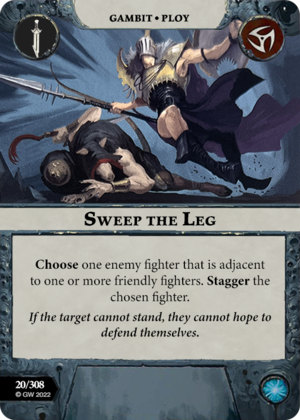 GAMBIT • PLOY
SWEEP THE LEG
Choose one enemy fighter that is adjacent
to one or more friendly fighters. Stagger the
chosen fighter.
If the target cannot stand, they cannot hope to
defend themselves.
20/308
© GW 2022